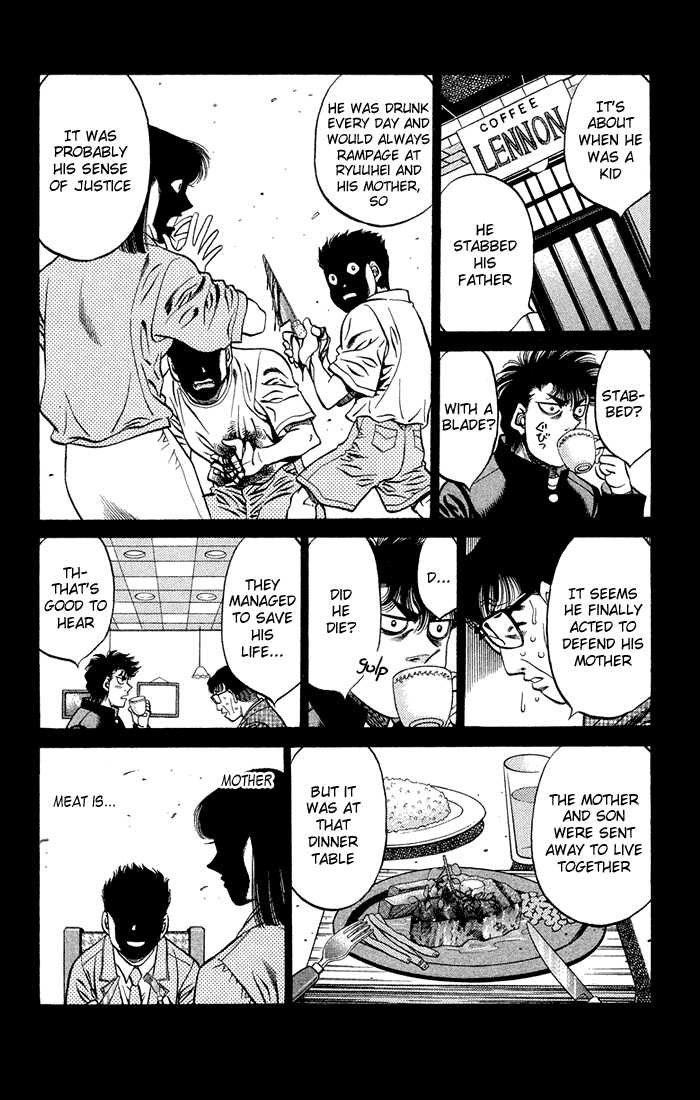 COFFEE
LENNON
IT'S
ABOUT
WHEN HE
WAS A
KID
HE
STABBED
HIS
FATHER
HE WAS DRUNK
EVERY DAY AND
WOULD ALWAYS
RAMPAGE AT
RYUUHEI AND
HIS MOTHER,
SO
IT WAS
PROBABLY
HIS SENSE
OF JUSTICE
STAB-
BED?
WITH A
BLADE?
IT SEEMS
HE FINALLY
ACTED TO
DEFEND HIS
MOTHER
D...
DID
HE
DIE?
gulp
THEY
MANAGED
TO SAVE
HIS
LIFE...
TH-
THAT'S
GOOD TO
HEAR
THE MOTHER
AND SON
WERE SENT
AWAY TO LIVE
TOGETHER
BUT IT
WAS AT
THAT
DINNER
TABLE
MOTHER
MEAT IS...